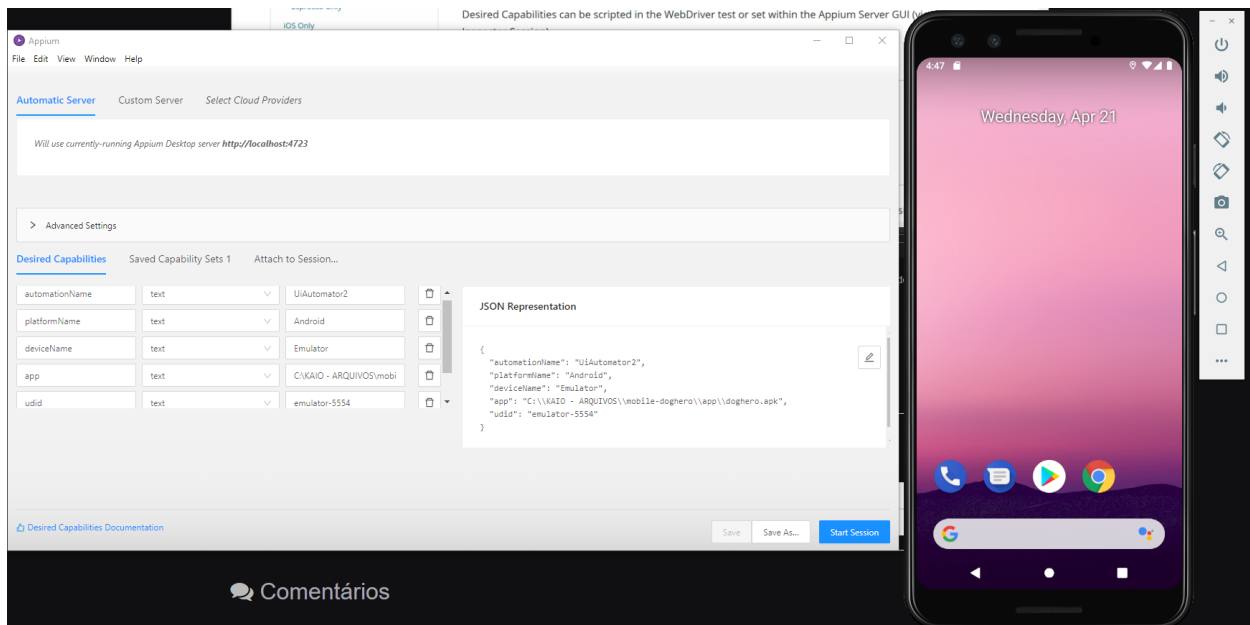 Desired Capabilities can be scripted in the WebDriver test or set within the Appium Server GUI
iOS Only
Appium
File Edit View Window Help
Automatic Server Custom Server Select Cloud Providers
Will use currently-running Appium Desktop server http://localhost:4723
Advanced Settings
Desired Capabilities Saved Capability Sets 1 Attach to Session...
automationName text UiAutomator2
platformName text Android
deviceName text Emulator
app text C:\KAIO - ARQUIVOS\mobi
udid text emulator-5554
JSON Representation
{
"automationName": "UiAutomator2",
"platformName": "Android",
"deviceName": "Emulator",
"app": "C:\\KAIO - ARQUIVOS\\mobile-doghero\\app\\doghero.apk",
"udid": "emulator-5554"
}
Desired Capabilities Documentation
Save Save As... Start Session
Comentários
4:47
Wednesday, Apr 21